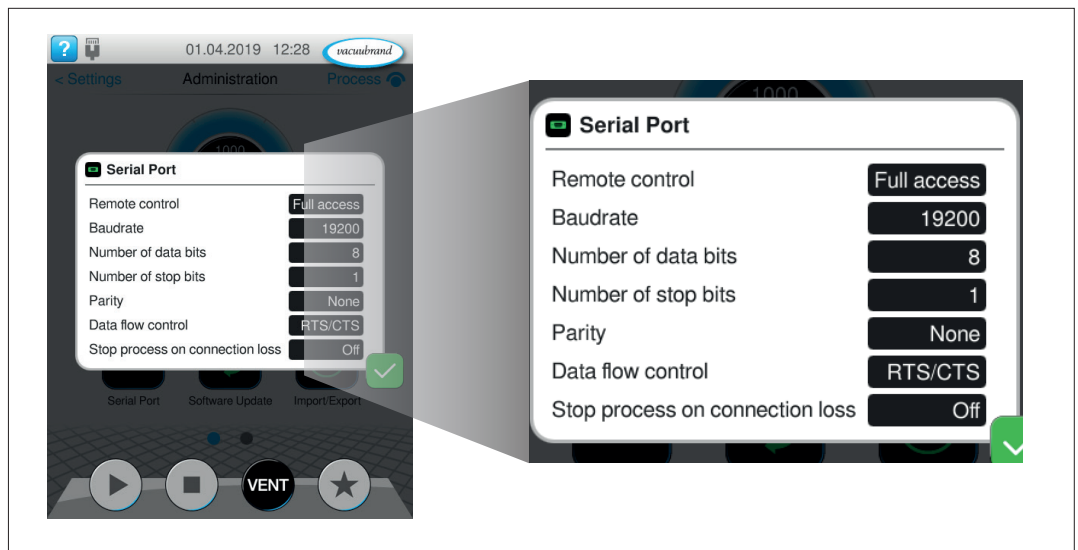 ?
01.04.2019 12:28
vacuubrand
< Settings
Administration
Process
1000
Serial Port
Remote control Full access
Baudrate 19200
Number of data bits 8
Number of stop bits 1
Parity None
Data flow control RTS/CTS
Stop process on connection loss Off
Serial Port
Software Update
Import/Export
VENT
1000
Serial Port
Remote control Full access
Baudrate 19200
Number of data bits 8
Number of stop bits 1
Parity None
Data flow control RTS/CTS
Stop process on connection loss Off